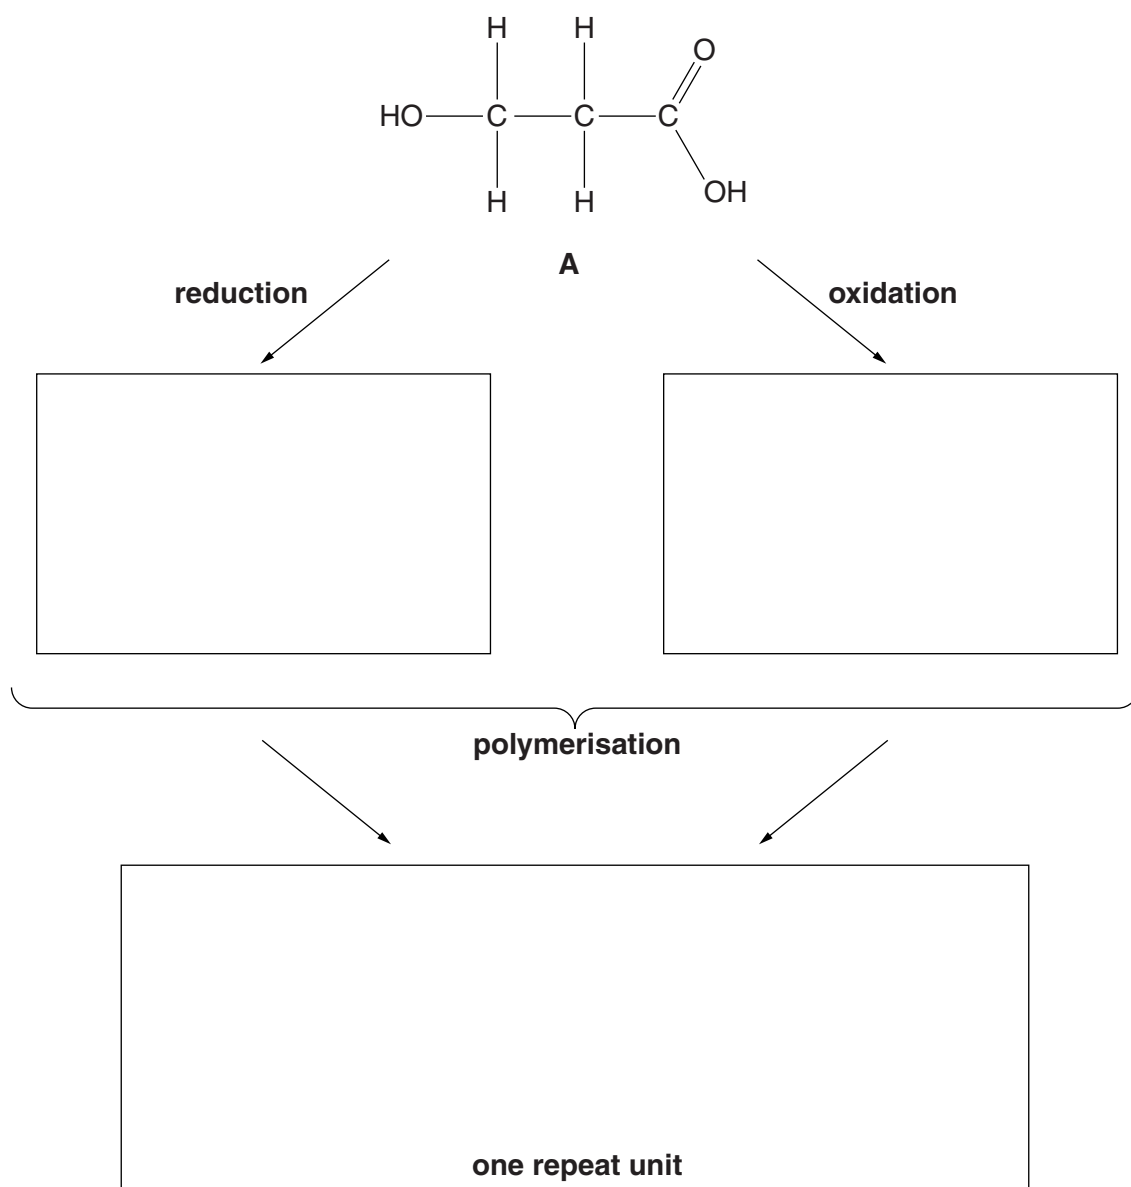 H H O
HO C C C
H H OH
A
reduction oxidation
polymerisation
one repeat unit